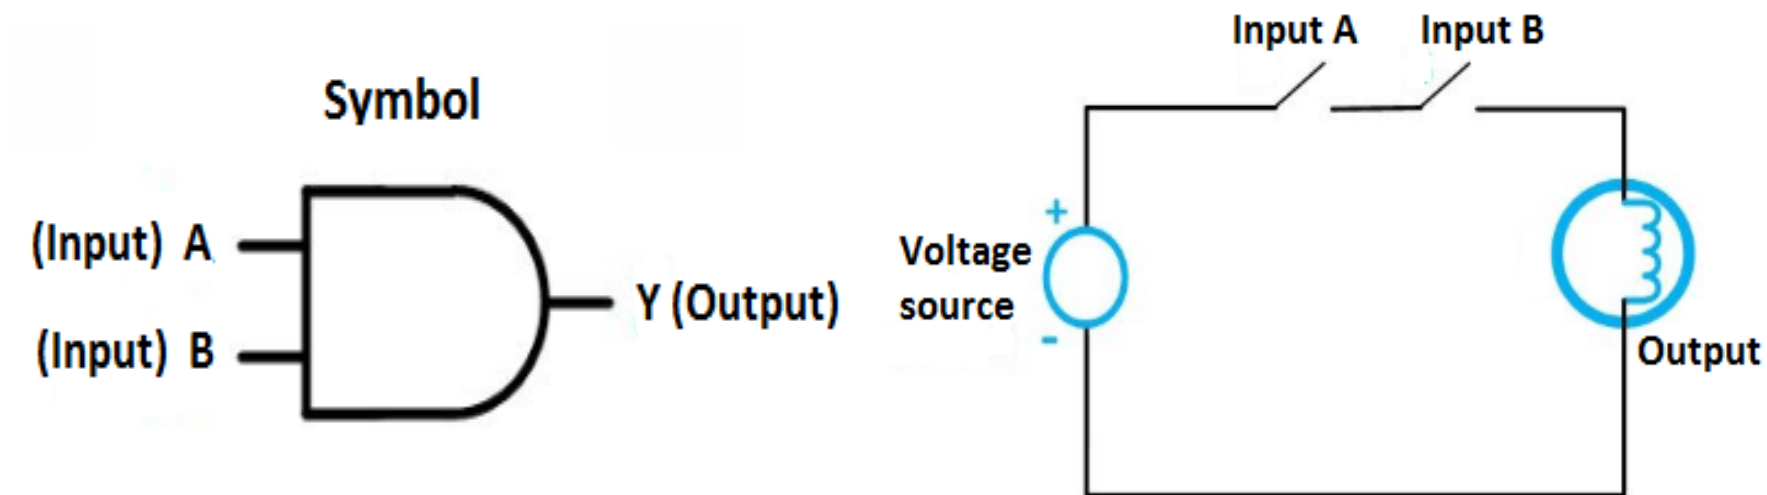 Symbol
(Input) A
(Input) B
Y (Output)
Input A
Input B
+
Voltage
source
-
Output